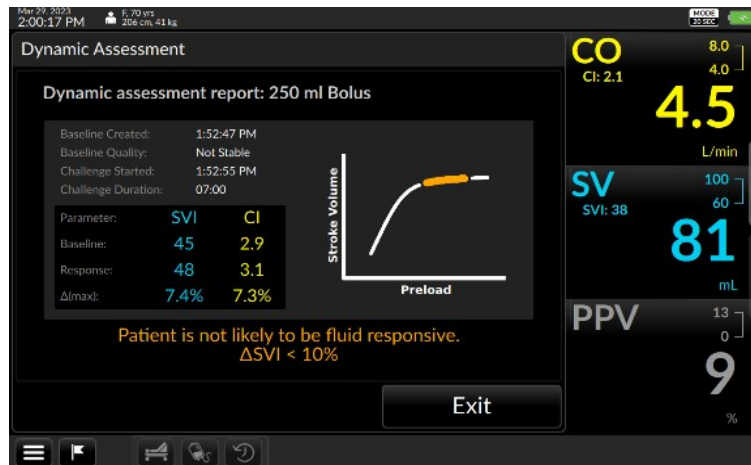 Mar 29, 2023
2:00:17 PM
F, 70 yrs
206 cm, 41 kg
MODE
20 SEC
Dynamic Assessment
Dynamic assessment report: 250 ml Bolus
Baseline Created: 1:52:47 PM
Baseline Quality: Not Stable
Challenge Started: 1:52:55 PM
Challenge Duration: 07:00
Parameter: SVI CI
Baseline: 45 2.9
Response: 48 3.1
Δ(max): 7.4% 7.3%
Stroke Volume
Preload
Patient is not likely to be fluid responsive.
ΔSVI < 10%
Exit
CO
CI: 2.1
8.0
4.0
4.5
L/min
SV
SVI: 38
100
60
81
mL
PPV
13
0
9
%